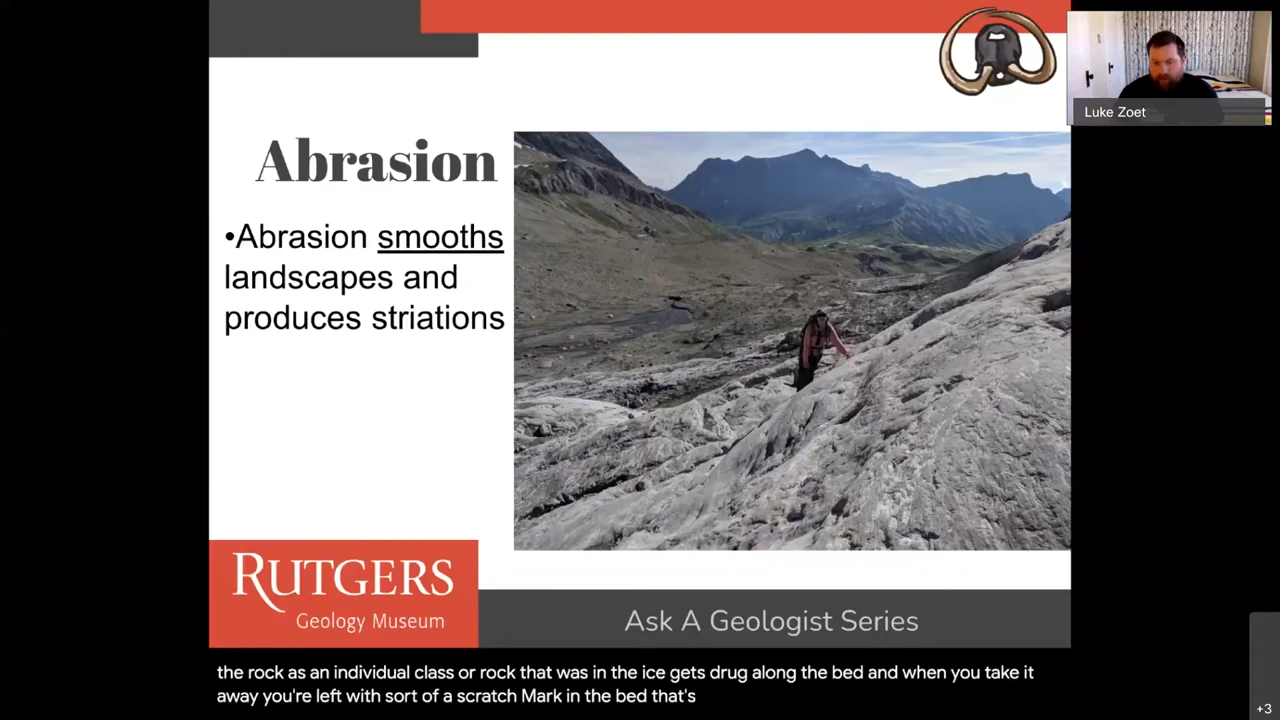 Luke Zoet
Abrasion
•Abrasion smooths
landscapes and
produces striations
RUTGERS
Geology Museum
Ask A Geologist Series
the rock as an individual class or rock that was in the ice gets drug along the bed and when you take it
away you're left with sort of a scratch Mark in the bed that's
+3